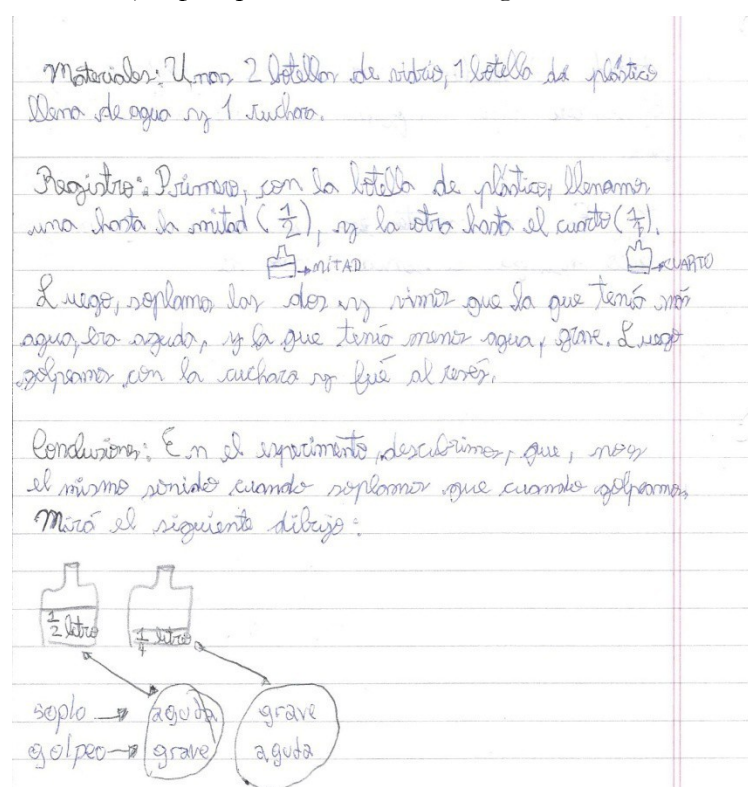 Materiales: Unas 2 botellas de vidrio, 1 botella de plástico
llena de agua y 1 cuchara.
Registro: Primero, con la botella de plástico, llenamos
una hasta la mitad (1/2), y la otra hasta el cuarto (1/4).
MITAD CUARTO
Luego, soplamos las dos y vimos que la que tenía más
agua, era aguda, y la que tenía menos agua, grave. Luego
golpeamos con la cuchara y fué al revés.
Conclusiones: En el experimento, descubrimos, que, no es
el mismo sonido cuando soplamos que cuando golpeamos.
Mirá el siguiente dibujo:
1/2 litro 1/4 litro
soplo → aguda grave
golpeo → grave aguda